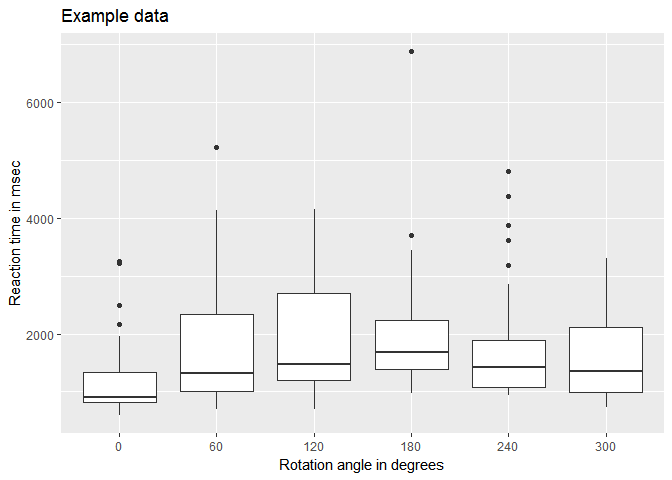 Example data
Reaction time in msec
6000
4000
2000
0 60 120 180 240 300
Rotation angle in degrees